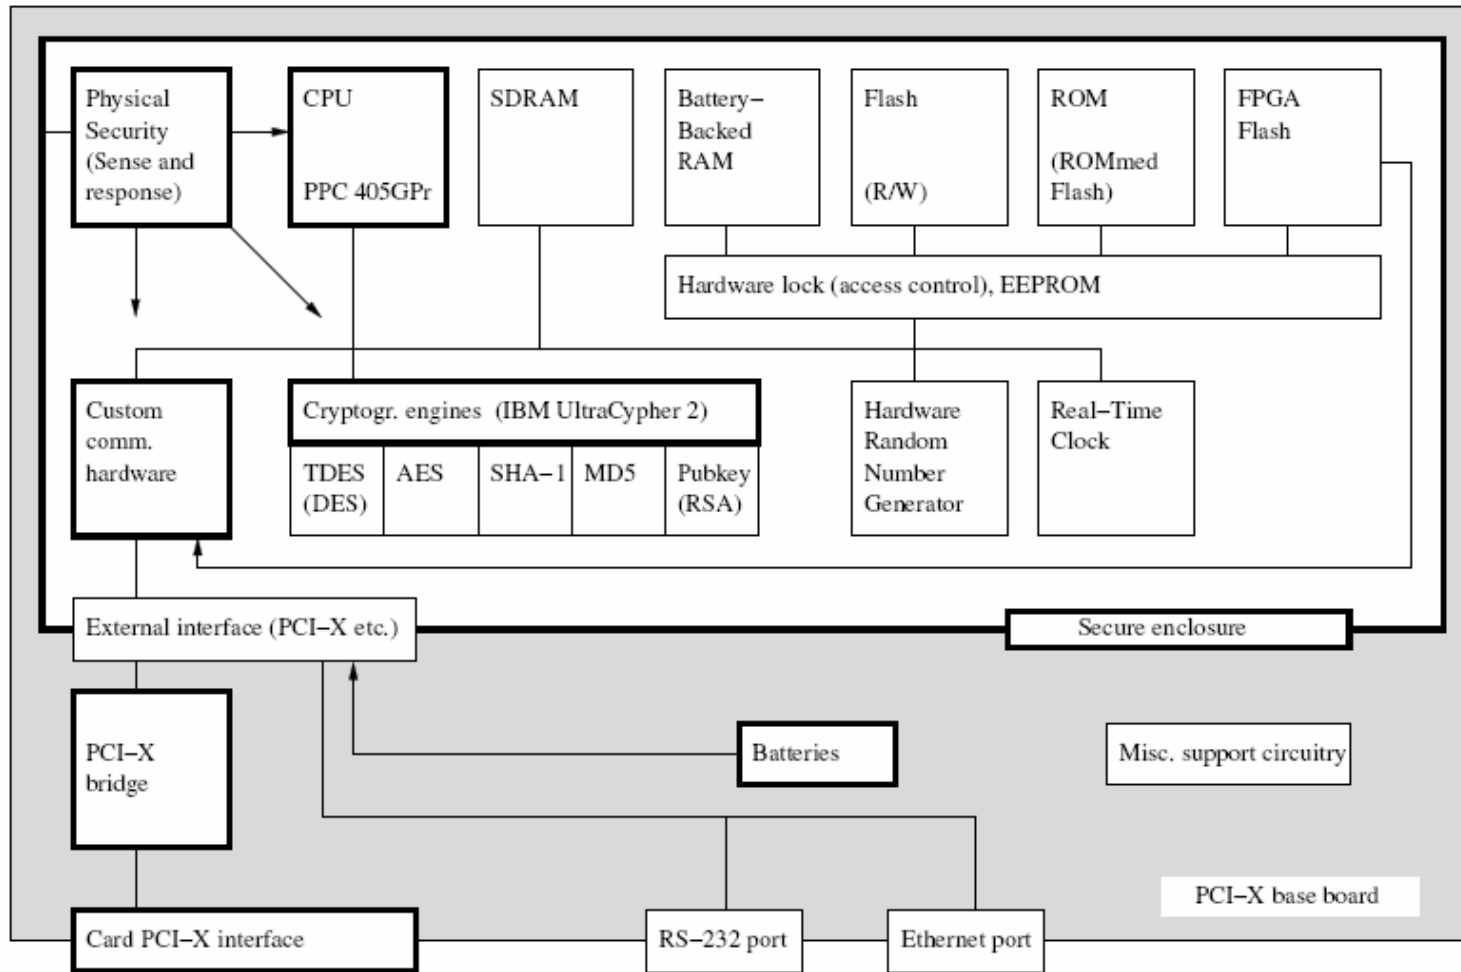 Physical
Security
(Sense and
response)
CPU
PPC 405GPr
SDRAM
Battery−
Backed
RAM
Flash
(R/W)
ROM
(ROMmed
Flash)
FPGA
Flash
Hardware lock (access control), EEPROM
Custom
comm.
hardware
Cryptogr. engines (IBM UltraCypher 2)
TDES
(DES)
AES
SHA−1
MD5
Pubkey
(RSA)
Hardware
Random
Number
Generator
Real−Time
Clock
External interface (PCI−X etc.)
Secure enclosure
PCI−X
bridge
Batteries
Misc. support circuitry
PCI−X base board
Card PCI−X interface
RS−232 port
Ethernet port